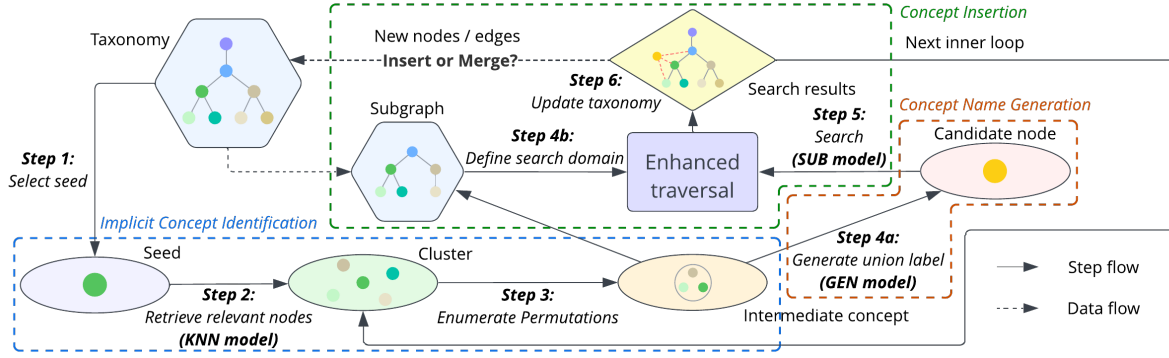 Concept Insertion
Taxonomy
New nodes / edges
Insert or Merge?
Next inner loop
Step 6:
Update taxonomy
Search results
Subgraph
Step 4b:
Define search domain
Enhanced
traversal
Step 5:
Search
(SUB model)
Concept Name Generation
Candidate node
Step 1:
Select seed
Implicit Concept Identification
Seed
Cluster
Step 2:
Retrieve relevant nodes
(KNN model)
Step 3:
Enumerate Permutations
Step 4a:
Generate union label
(GEN model)
Intermediate concept
Step flow
Data flow